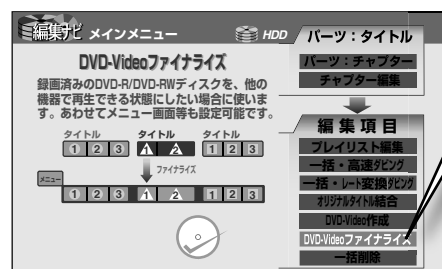 編集ナビ メインメニュー
HDD
DVD-Videoファイナライズ
録画済みのDVD-R/DVD-RWディスクを、他の
機器で再生できる状態にしたい場合に使いま
す。あわせてメニュー画面等も設定可能です。
タイトル タイトル タイトル
1 2 3 1 2 1 2 3
ファイナライズ
メニュー
1 2 3 1 2 1 2 3
パーツ:タイトル
パーツ:チャプター
チャプター編集
編集項目
プレイリスト編集
一括・高速ダビング
一括・レート変換ダビング
オリジナルタイトル結合
DVD-Video作成
DVD-Videoファイナライズ
一括削除